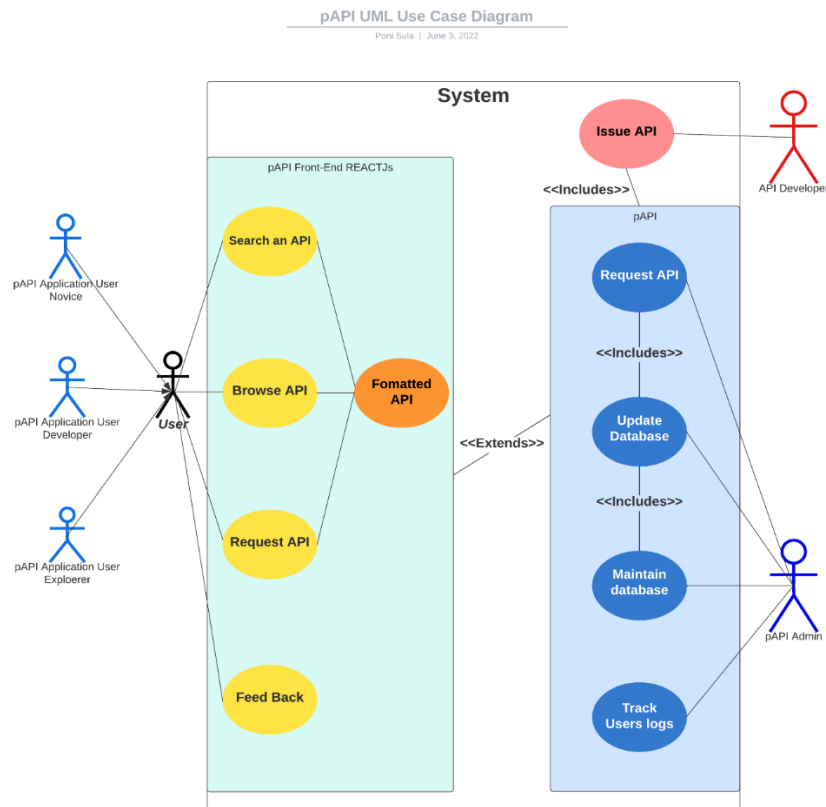 pAPI UML Use Case Diagram
Poni Sula | June 3, 2022
System
Issue API
API Developer
<<Includes>>
pAPI Front-End REACTJs
pAPI
Search an API
Request API
pAPI Application User
Novice
<<Includes>>
pAPI Application User
Developer
User
Browse API
Fomatted
API
Update
Database
<<Extends>>
<<Includes>>
pAPI Application User
Exploerer
Request API
Maintain
database
pAPI Admin
Feed Back
Track
Users logs